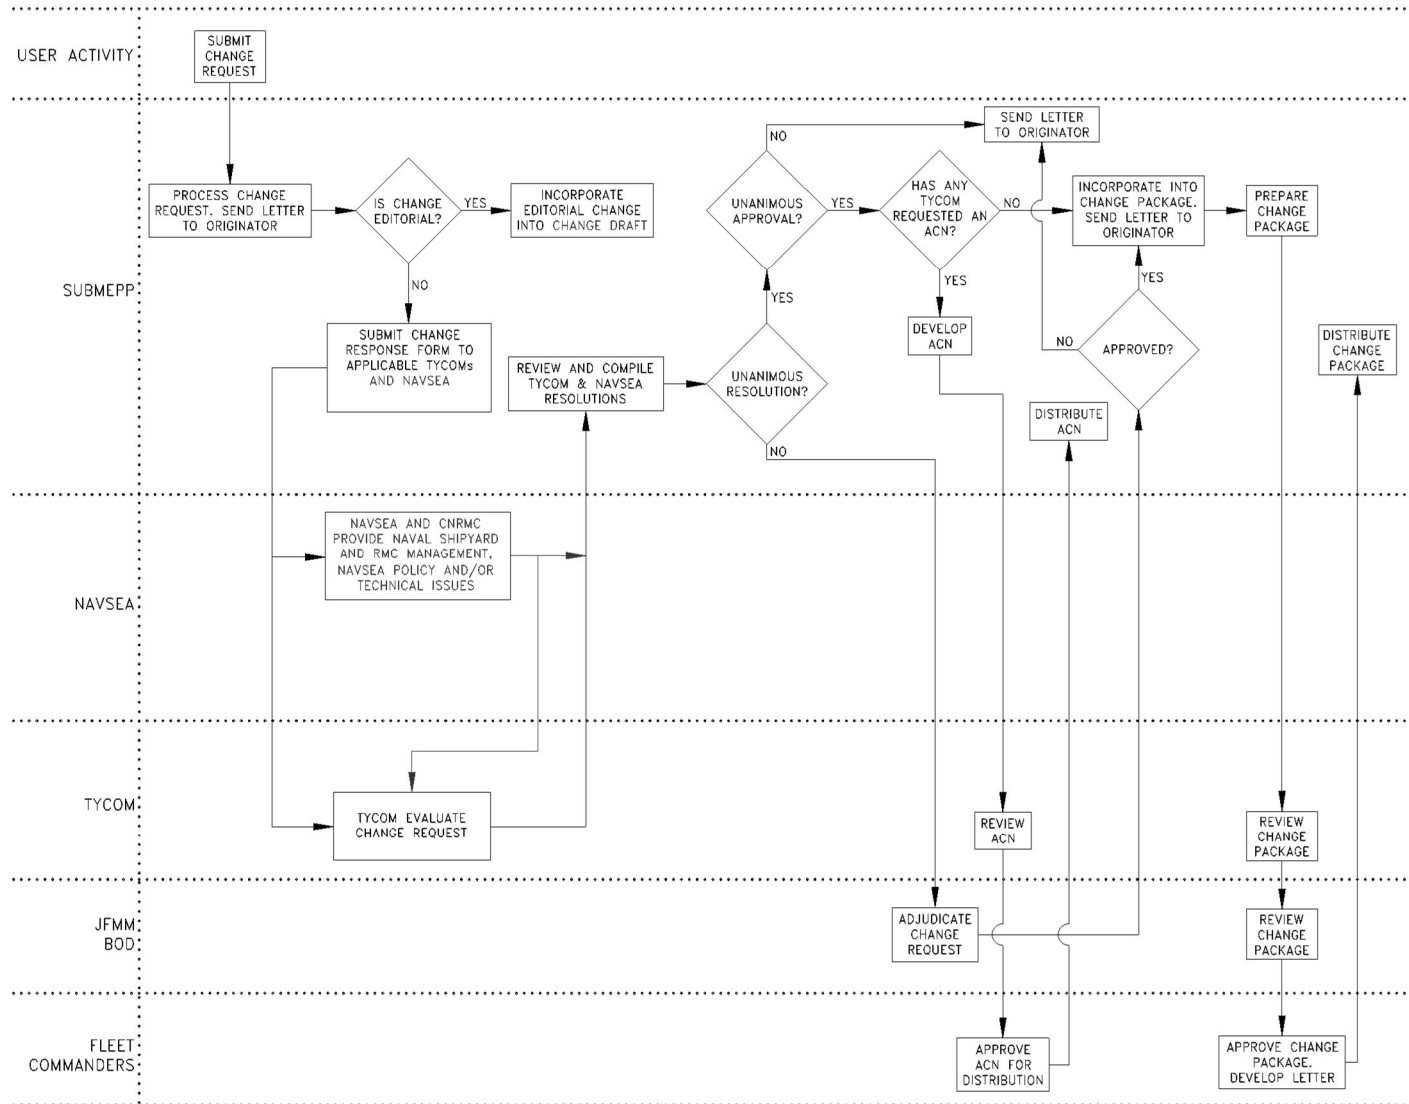 USER ACTIVITY
SUBMIT
CHANGE
REQUEST
SUBMEPP
PROCESS CHANGE
REQUEST. SEND LETTER
TO ORIGINATOR
IS CHANGE
EDITORIAL?
YES
NO
INCORPORATE
EDITORIAL CHANGE
INTO CHANGE DRAFT
SUBMIT CHANGE
RESPONSE FORM TO
APPLICABLE TYCOMs
AND NAVSEA
REVIEW AND COMPILE
TYCOM & NAVSEA
RESOLUTIONS
UNANIMOUS
RESOLUTION?
YES
NO
UNANIMOUS
APPROVAL?
NO
YES
SEND LETTER
TO ORIGINATOR
HAS ANY
TYCOM
REQUESTED AN
ACN?
NO
YES
DEVELOP
ACN
INCORPORATE INTO
CHANGE PACKAGE.
SEND LETTER TO
ORIGINATOR
YES
NO
APPROVED?
PREPARE
CHANGE
PACKAGE
DISTRIBUTE
CHANGE
PACKAGE
DISTRIBUTE
ACN
NAVSEA
NAVSEA AND CNRMC
PROVIDE NAVAL SHIPYARD
AND RMC MANAGEMENT,
NAVSEA POLICY AND/OR
TECHNICAL ISSUES
TYCOM
TYCOM EVALUATE
CHANGE REQUEST
REVIEW
ACN
REVIEW
CHANGE
PACKAGE
JFMM
BOD
ADJUDICATE
CHANGE
REQUEST
REVIEW
CHANGE
PACKAGE
FLEET
COMMANDERS
APPROVE
ACN FOR
DISTRIBUTION
APPROVE CHANGE
PACKAGE.
DEVELOP LETTER